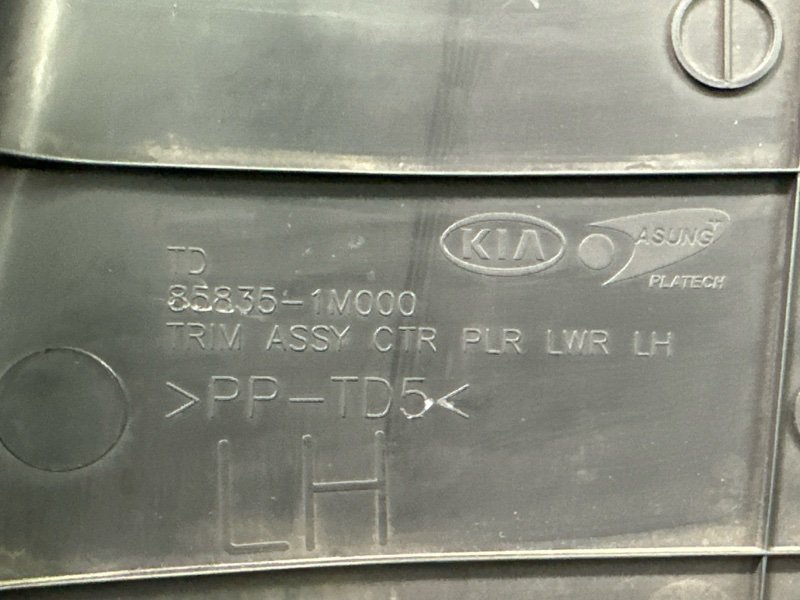 KIA
ASUNG
PLATECH
TD
85835-1M000
TRIM ASSY CTR PLR LWR LH
>PP-TD5<
LH